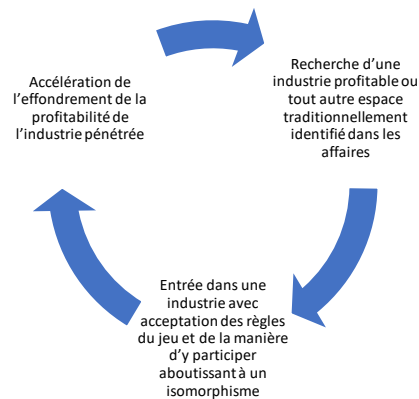 Accélération de
l'effondrement de la
profitabilité de
l'industrie pénétrée
Recherche d'une
industrie profitable ou
tout autre espace
traditionnellement
identifié dans les
affaires
Entrée dans une
industrie avec
acceptation des règles
du jeu et de la manière
d'y participer
aboutissant à un
isomorphisme